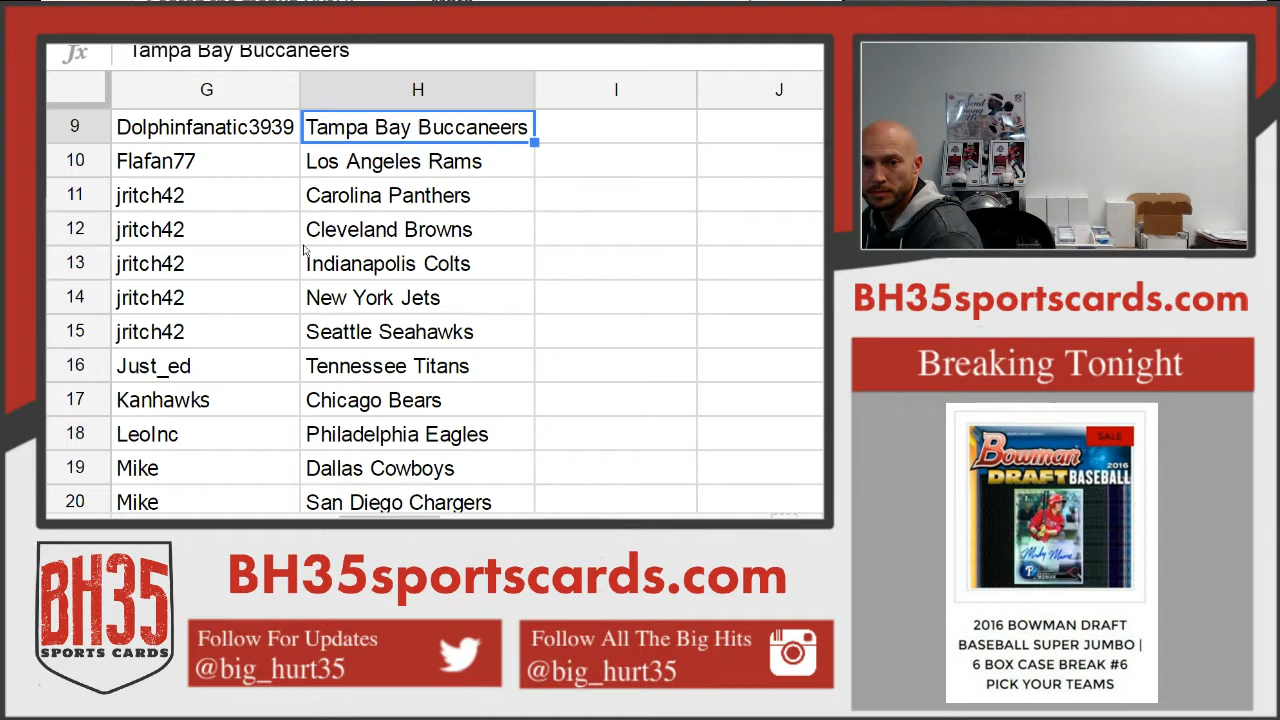 Tampa Bay Buccaneers
G H I J
9 Dolphinfanatic3939 Tampa Bay Buccaneers
10 Flafan77 Los Angeles Rams
11 jritch42 Carolina Panthers
12 jritch42 Cleveland Browns
13 jritch42 Indianapolis Colts
14 jritch42 New York Jets
15 jritch42 Seattle Seahawks
16 Just_ed Tennessee Titans
17 Kanhawks Chicago Bears
18 LeoInc Philadelphia Eagles
19 Mike Dallas Cowboys
20 Mike San Diego Chargers
BH35sportscards.com
Breaking Tonight
SALE
Bowman
2016
DRAFT BASEBALL
2016 BOWMAN DRAFT
BASEBALL SUPER JUMBO |
6 BOX CASE BREAK #6
PICK YOUR TEAMS
BH35
SPORTS CARDS
BH35sportscards.com
Follow For Updates
@big_hurt35
Follow All The Big Hits
@big_hurt35